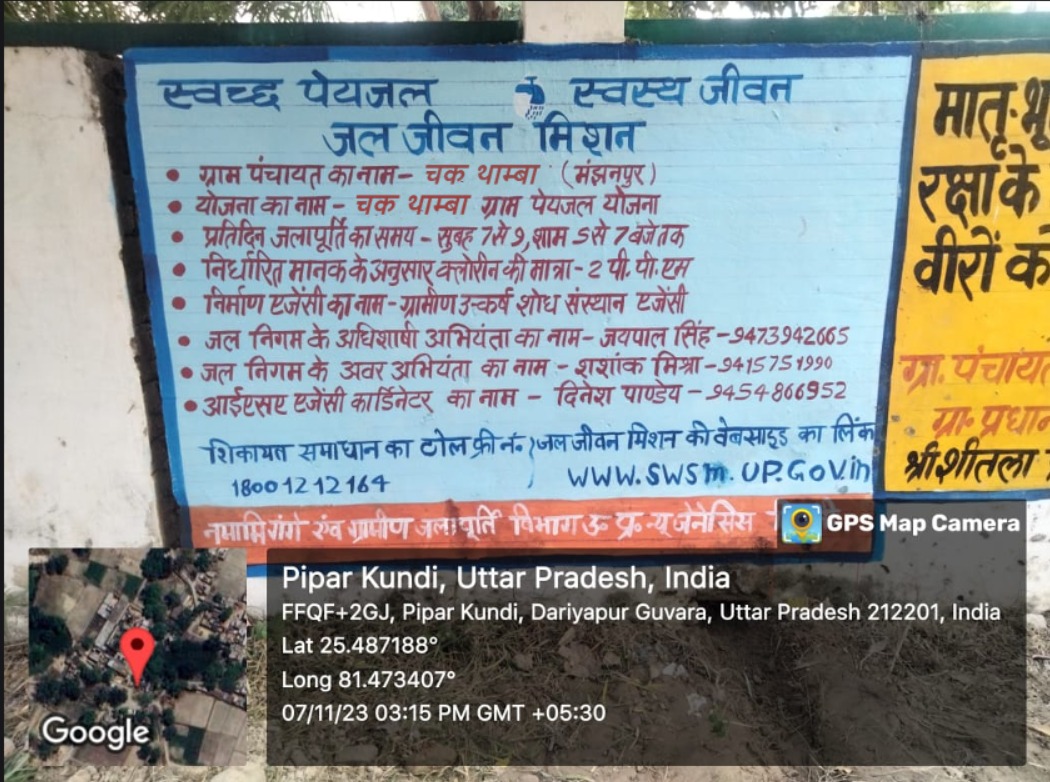 स्वच्छ पेयजल स्वस्थ जीवन
जल जीवन मिशन
• ग्राम पंचायत का नाम - चक थाम्बा (मंझनपुर)
• योजना का नाम - चक थाम्बा ग्राम पेयजल योजना
• प्रतिदिन जलापूर्ति का समय - सुबह 7 से 9, शाम 5 से 7 बजे तक
• निर्धारित मानक के अनुसार क्लोरीन की मात्रा - 2 पी. पी. एम
• निर्माण एजेंसी का नाम - ग्रामीण उत्कर्ष शोध संस्थान एजेंसी
• जल निगम के अधिशाषी अभियंता का नाम - जयपाल सिंह - 9473942665
• जल निगम के अवर अभियंता का नाम - शशांक मिश्रा - 9415751990
• आईएसए एजेंसी कार्डिनेटर का नाम - दिनेश पाण्डेय - 9454866952
शिकायत समाधान का टोल फ्री नं. जल जीवन मिशन की वेबसाइड का लिंक
18001212164 WWW.SWSM.UP.GOV.in
नमामि गंगे एंव ग्रामीण जलापूर्ति विभाग उ प्र न्यू जेनेसिस
मातृ-भू
रक्षा के
वीरों क
ग्रा. पंचायत
ग्रा. प्रधान
श्री शीतला
GPS Map Camera
Pipar Kundi, Uttar Pradesh, India
FFQF+2GJ, Pipar Kundi, Dariyapur Guvara, Uttar Pradesh 212201, India
Lat 25.487188°
Long 81.473407°
07/11/23 03:15 PM GMT +05:30
Google